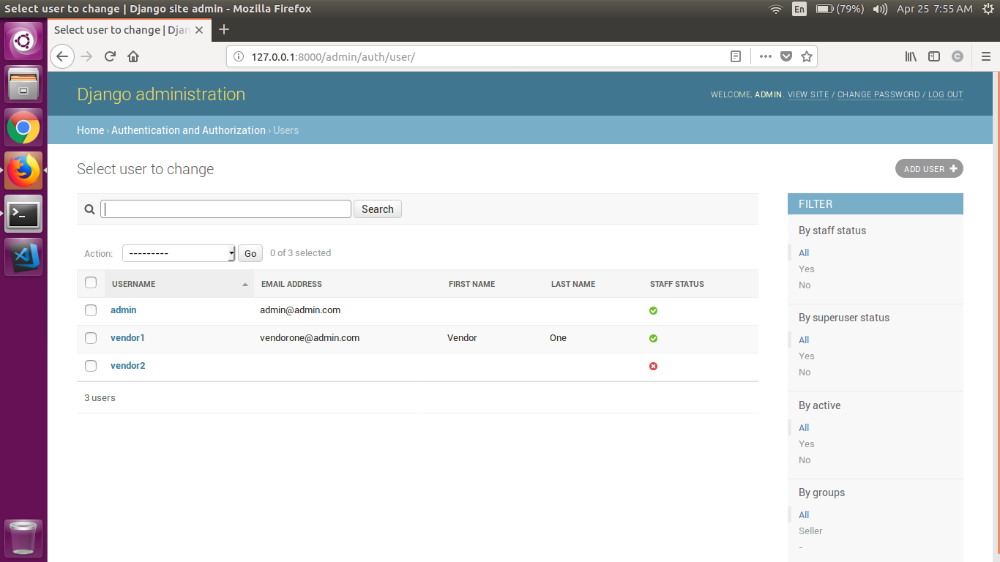 Select user to change | Django site admin - Mozilla Firefox
En (79%) Apr 25 7:55 AM
Select user to change | Djan
127.0.0.1:8000/admin/auth/user/
C
Django administration
WELCOME, ADMIN. VIEW SITE / CHANGE PASSWORD / LOG OUT
Home › Authentication and Authorization › Users
Select user to change
ADD USER
Search
Action: --------- Go 0 of 3 selected
USERNAME EMAIL ADDRESS FIRST NAME LAST NAME STAFF STATUS
admin admin@admin.com
vendor1 vendorone@admin.com Vendor One
vendor2
3 users
FILTER
By staff status
All
Yes
No
By superuser status
All
Yes
No
By active
All
Yes
No
By groups
All
Seller
-